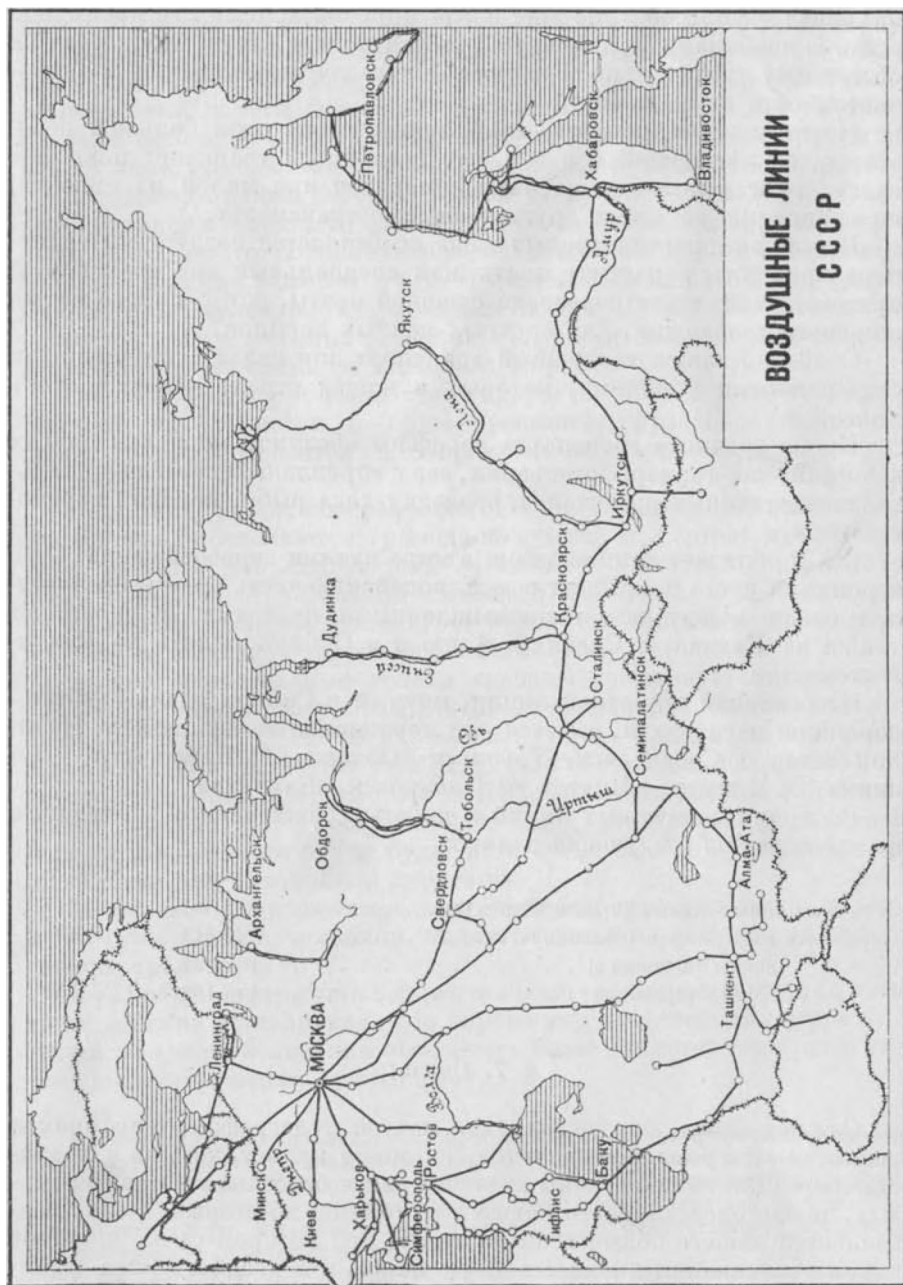 ВОЗДУШНЫЕ ЛИНИИ
СССР
Архангельск
Ленинград
МОСКВА
Минск
Днепр
Киев
Харьков
Симферополь
Ростов
Волга
Тифлис
Баку
Обдорск
Тобольск
Свердловск
Обь
Иртыш
Ташкент
Алма-Ата
Семипалатинск
Сталинск
Дудинка
Енисей
Красноярск
Иркутск
Лена
Якутск
Петропавловск
Амур
Хабаровск
Владивосток